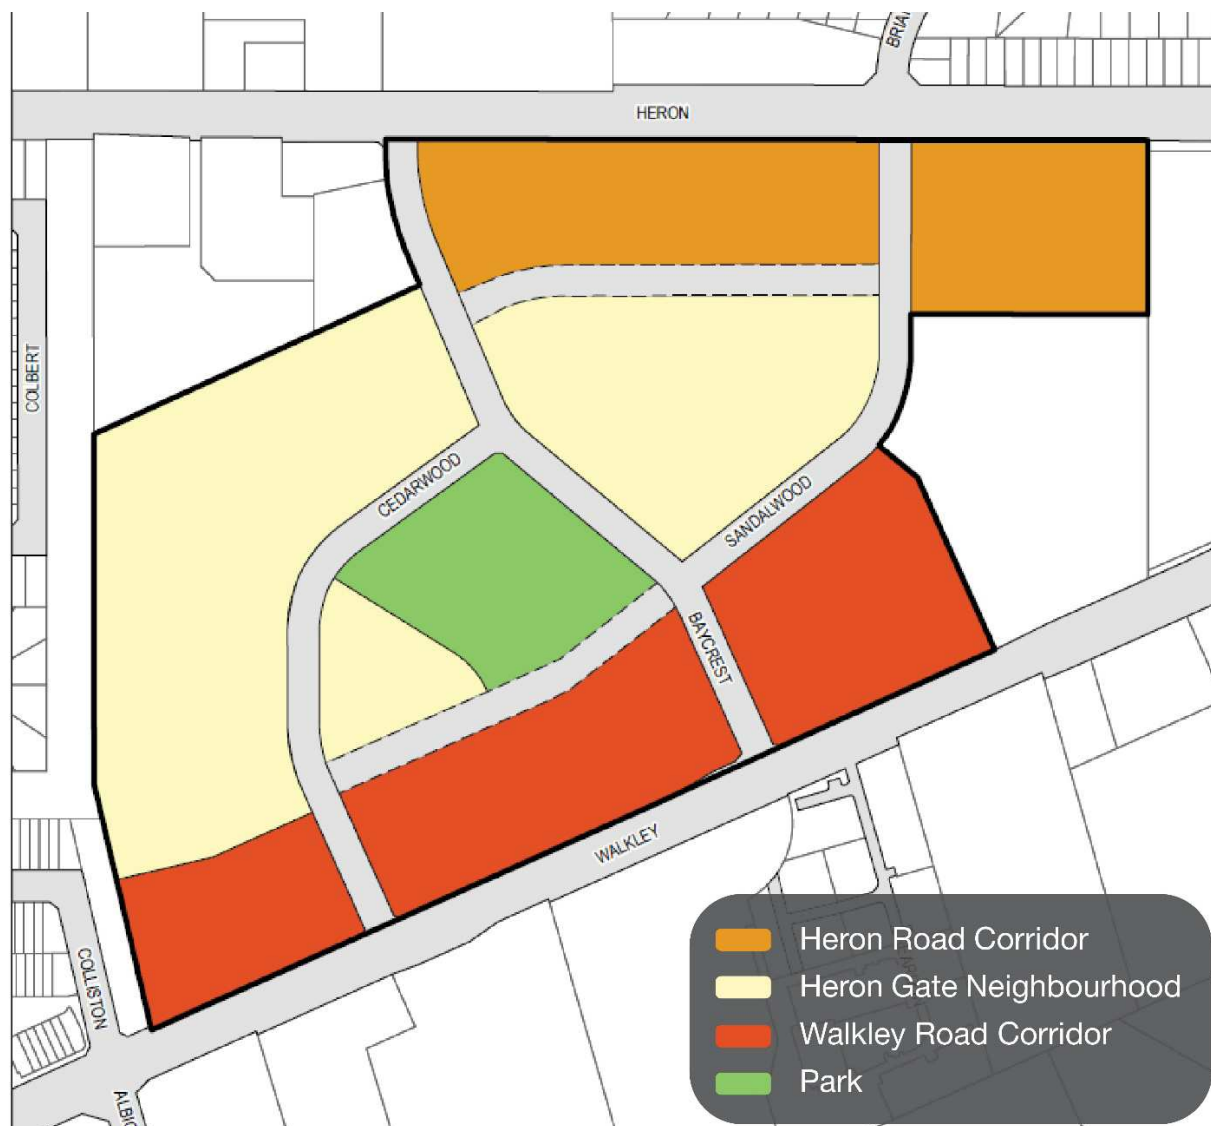 HERON
COLBERT
CEDARWOOD
SANDALWOOD
BAYCREST
WALKLEY
COLLISTON
Heron Road Corridor
Heron Gate Neighbourhood
Walkley Road Corridor
Park